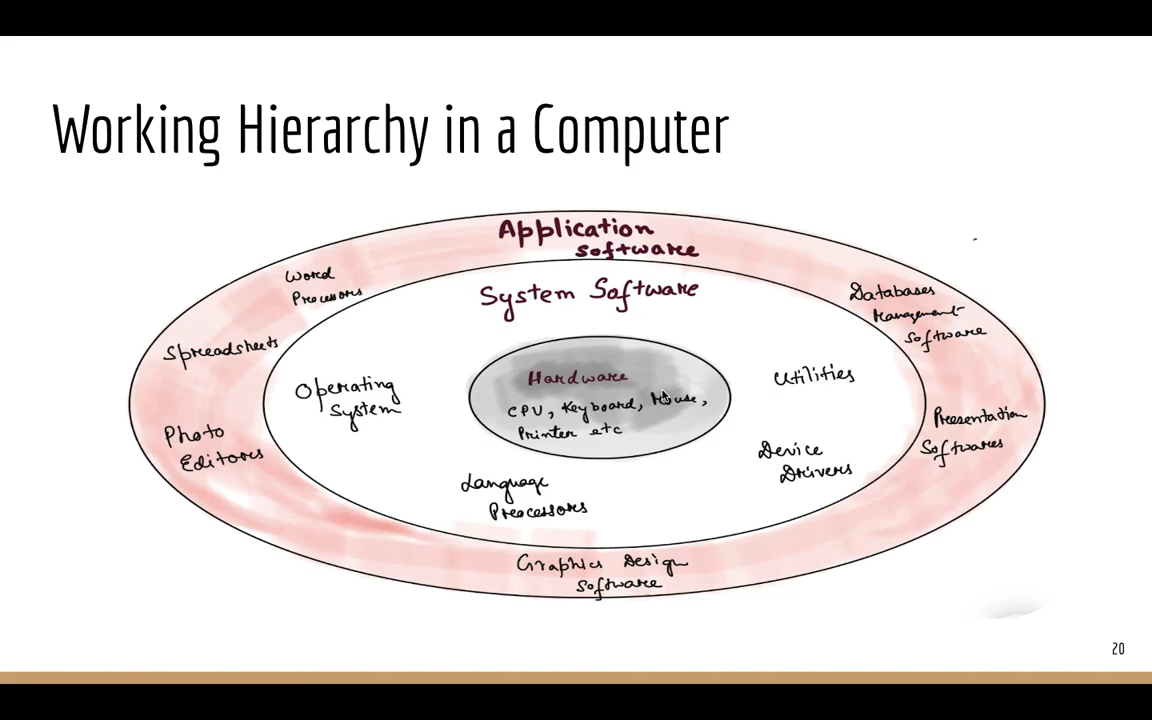 Working Hierarchy in a Computer
Application
Software
System Software
Word
Processors
Spreadsheets
Photo
Editors
Operating
System
Hardware
CPU, Keyboard, Mouse,
Printer etc
Language
Processors
Utilities
Device
Drivers
Databases
Management
Software
Presentation
Softwares
Graphics Design
Software
20